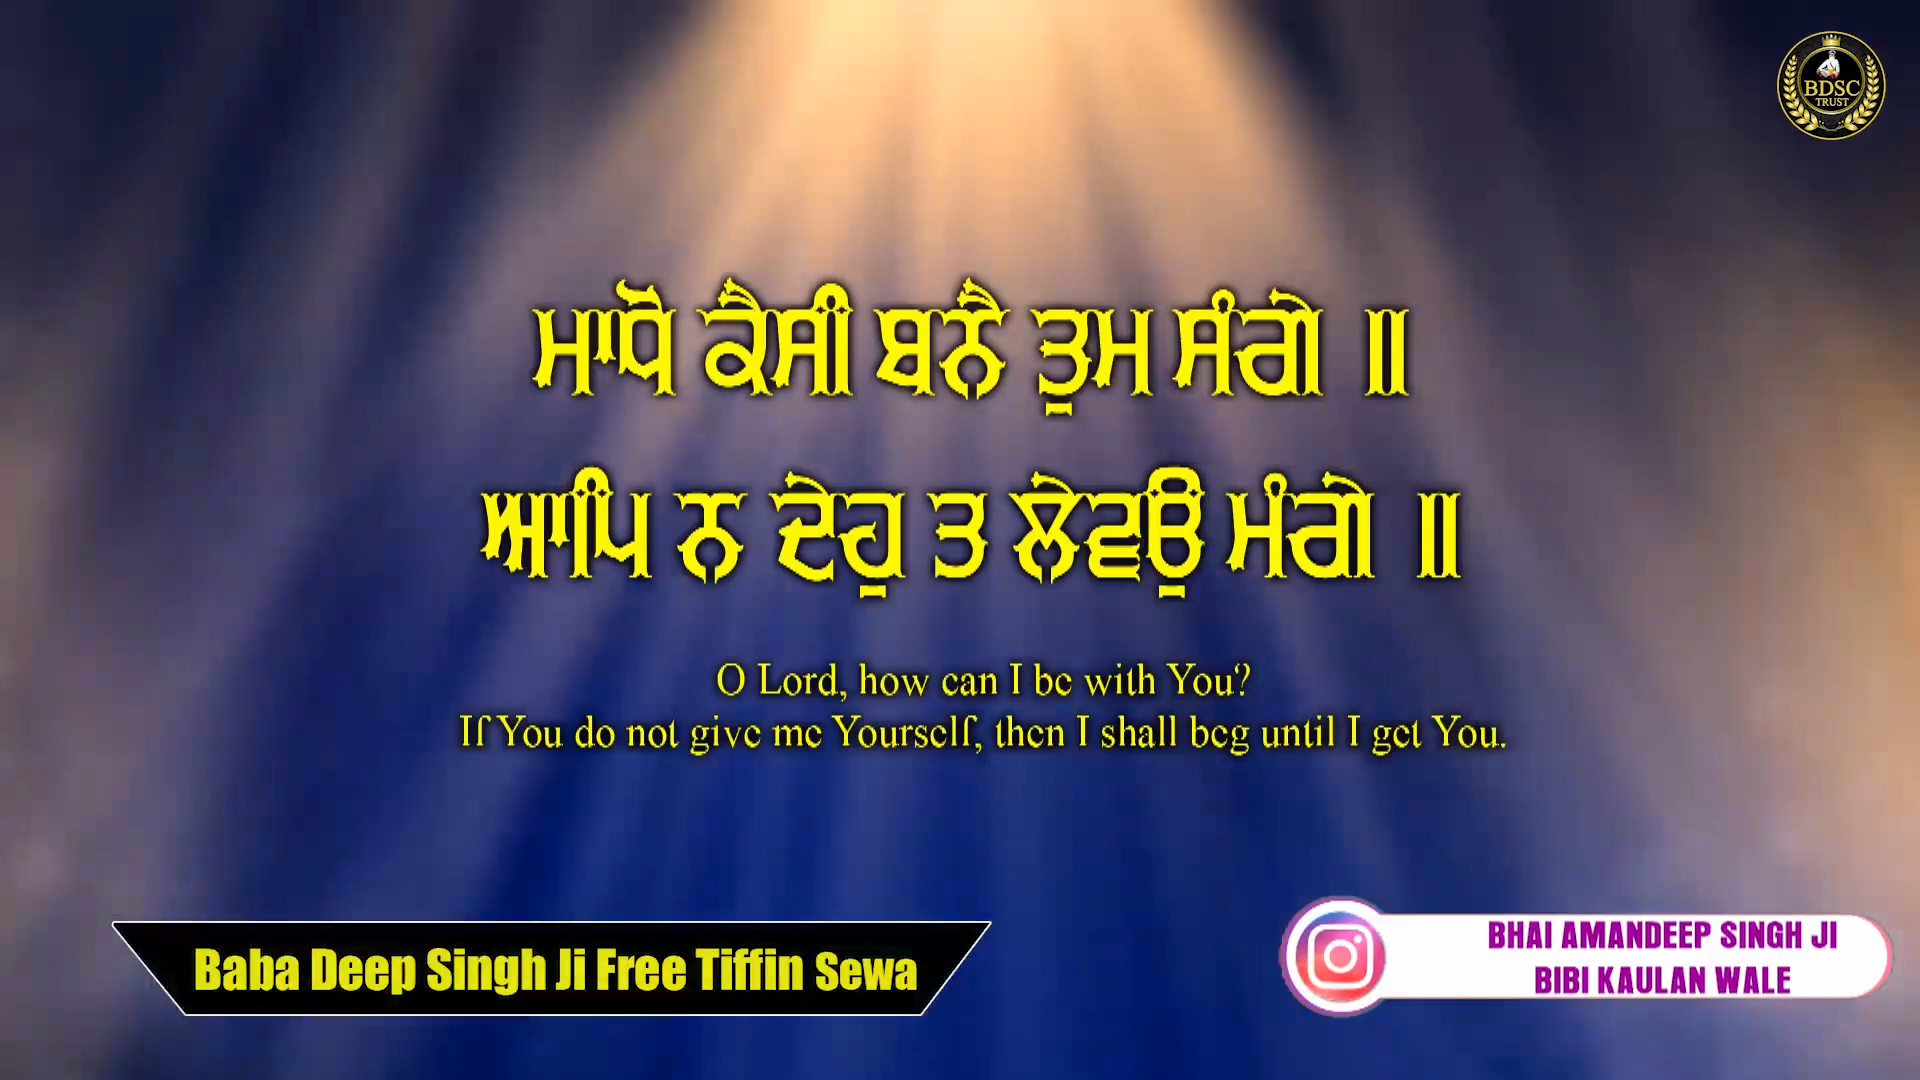 BDSC
TRUST
ਮਾਧੋ ਕੈਸੀ ਬਨੈ ਤੁਮ ਸੰਗੇ ॥
ਆਪਿ ਨ ਦੇਹੁ ਤ ਲੇਵਉ ਮੰਗੇ ॥
O Lord, how can I be with You?
If You do not give me Yourself, then I shall beg until I get You.
Baba Deep Singh Ji Free Tiffin Sewa
BHAI AMANDEEP SINGH JI
BIBI KAULAN WALE